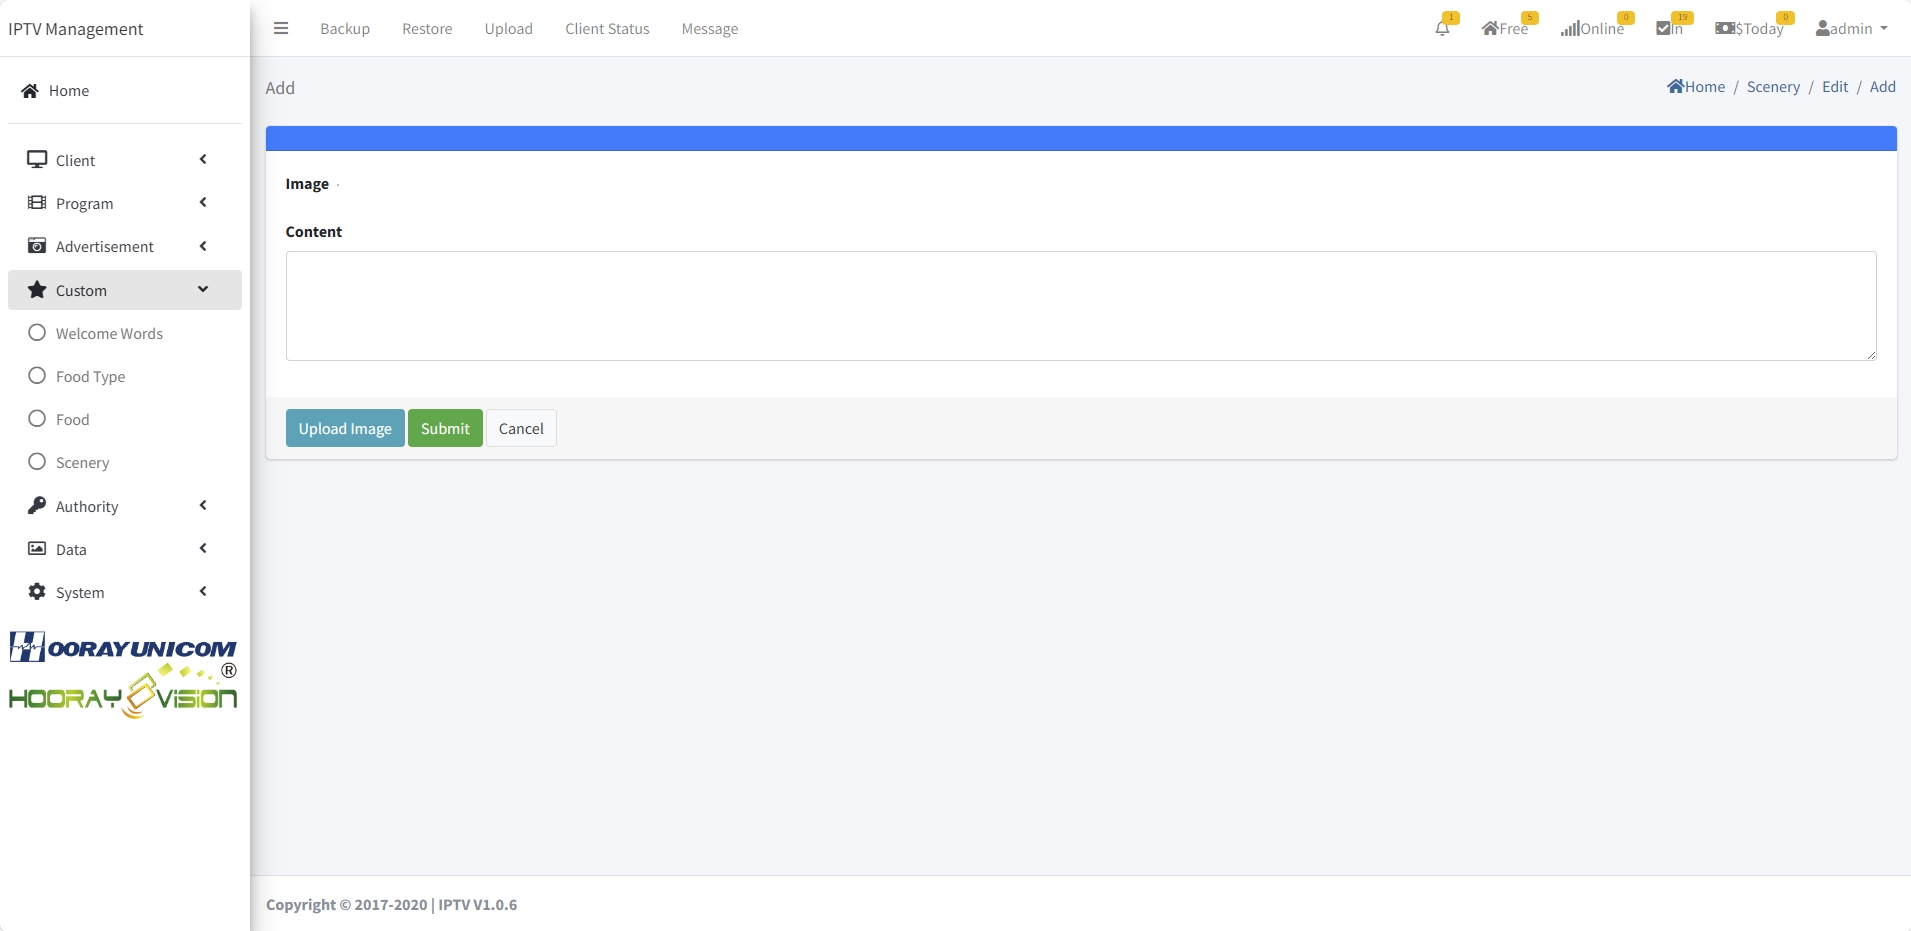 IPTV Management
Backup Restore Upload Client Status Message
1
Free 5
Online 0
In 19
$Today 0
admin
Home
Client
Program
Advertisement
Custom
Welcome Words
Food Type
Food
Scenery
Authority
Data
System
HOORAYUNICOM
®
HOORAY VISION
Add
Home / Scenery / Edit / Add
Image
Content
Upload Image Submit Cancel
Copyright © 2017-2020 | IPTV V1.0.6